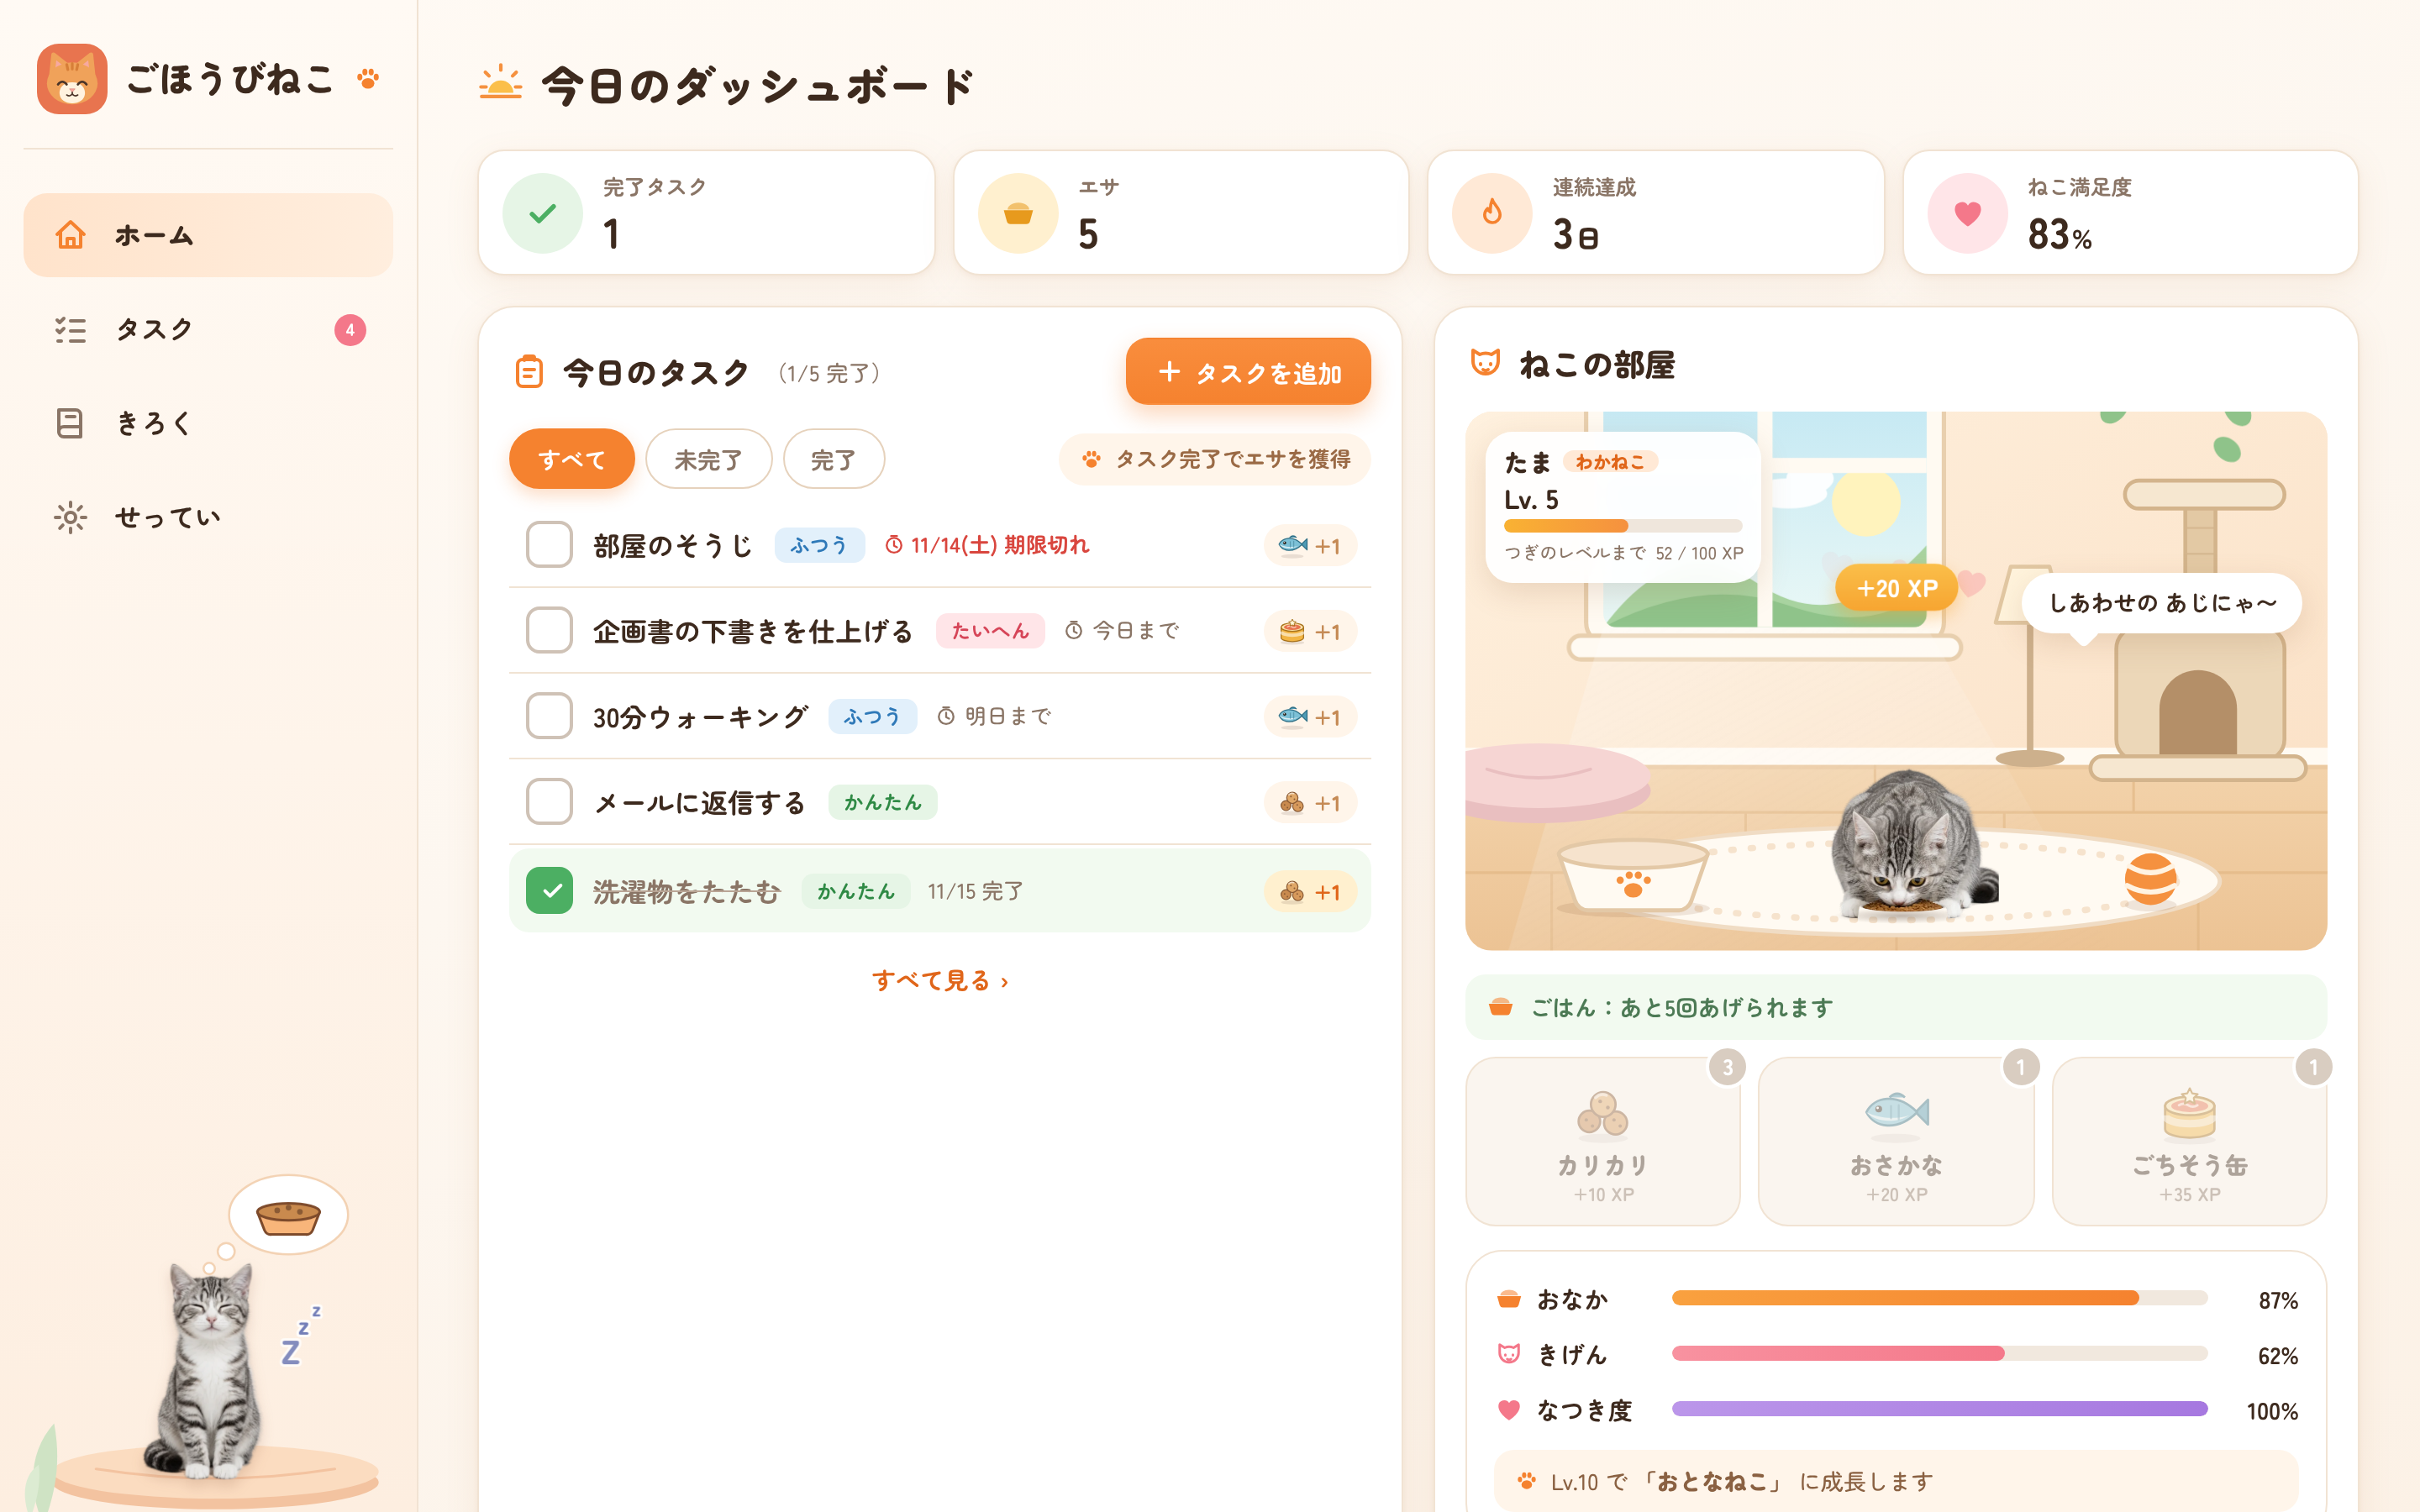 ごほうびねこ
ホーム
タスク 4
きろく
せってい
z
z
Z
今日のダッシュボード
完了タスク
1
エサ
5
連続達成
3日
ねこ満足度
83%
今日のタスク （1/5 完了）
+ タスクを追加
すべて 未完了 完了
タスク完了でエサを獲得
部屋のそうじ ふつう 11/14(土) 期限切れ +1
企画書の下書きを仕上げる たいへん 今日まで +1
30分ウォーキング ふつう 明日まで +1
メールに返信する かんたん +1
洗濯物をたたむ かんたん 11/15 完了 +1
すべて見る ›
ねこの部屋
たま わかねこ
Lv. 5
つぎのレベルまで 52 / 100 XP
+20 XP
しあわせの あじにゃ〜
ごはん：あと5回あげられます
3
カリカリ
+10 XP
1
おさかな
+20 XP
1
ごちそう缶
+35 XP
おなか 87%
きげん 62%
なつき度 100%
Lv.10 で 「おとなねこ」 に成長します